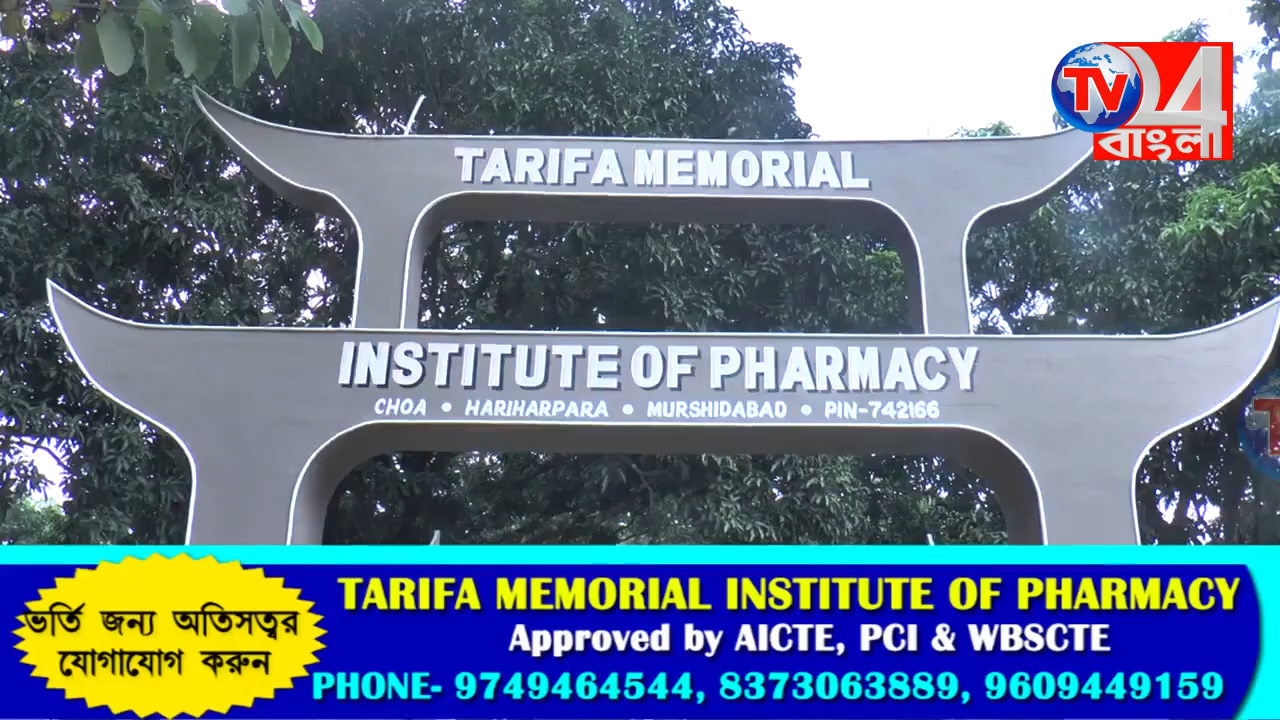 TV 24
বাংলা
TARIFA MEMORIAL
INSTITUTE OF PHARMACY
CHOA • HARIHARPARA • MURSHIDABAD • PIN-742166
ভর্তি জন্য অতিসত্বর
যোগাযোগ করুন
TARIFA MEMORIAL INSTITUTE OF PHARMACY
Approved by AICTE, PCI & WBSCTE
PHONE- 9749464544, 8373063889, 9609449159